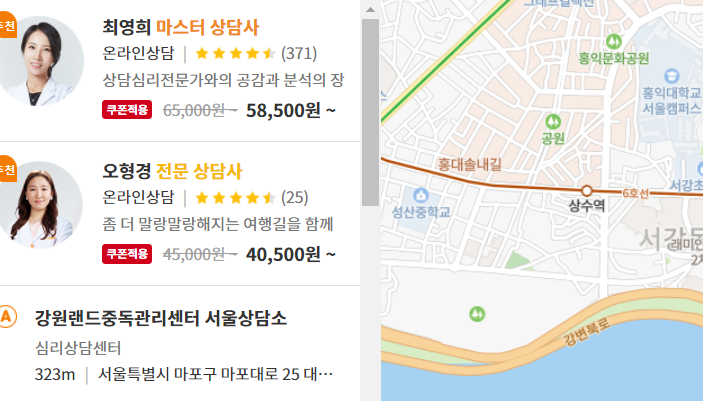 추천
최영희 마스터 상담사
온라인상담 | (371)
상담심리전문가와의 공감과 분석의 장
쿠폰적용 65,000원~ 58,500원 ~
추천
오형경 전문 상담사
온라인상담 | (25)
좀 더 말랑말랑해지는 여행길을 함께
쿠폰적용 45,000원~ 40,500원 ~
A
강원랜드중독관리센터 서울상담소
심리상담센터
323m | 서울특별시 마포구 마포대로 25 대…
홍익문화공원
홍익대학교
서울캠퍼스
공원
홍대솔내길
6호선
서강초
성산중학교
상수역
서강동
래미안
2차
강변북로